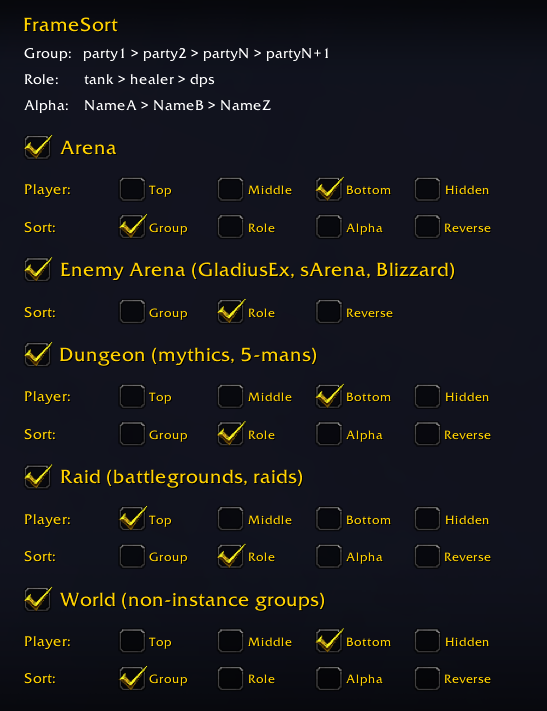 FrameSort
Group: party1 > party2 > partyN > partyN+1
Role: tank > healer > dps
Alpha: NameA > NameB > NameZ
Arena
Player: Top Middle Bottom Hidden
Sort: Group Role Alpha Reverse
Enemy Arena (GladiusEx, sArena, Blizzard)
Sort: Group Role Reverse
Dungeon (mythics, 5-mans)
Player: Top Middle Bottom Hidden
Sort: Group Role Alpha Reverse
Raid (battlegrounds, raids)
Player: Top Middle Bottom Hidden
Sort: Group Role Alpha Reverse
World (non-instance groups)
Player: Top Middle Bottom Hidden
Sort: Group Role Alpha Reverse